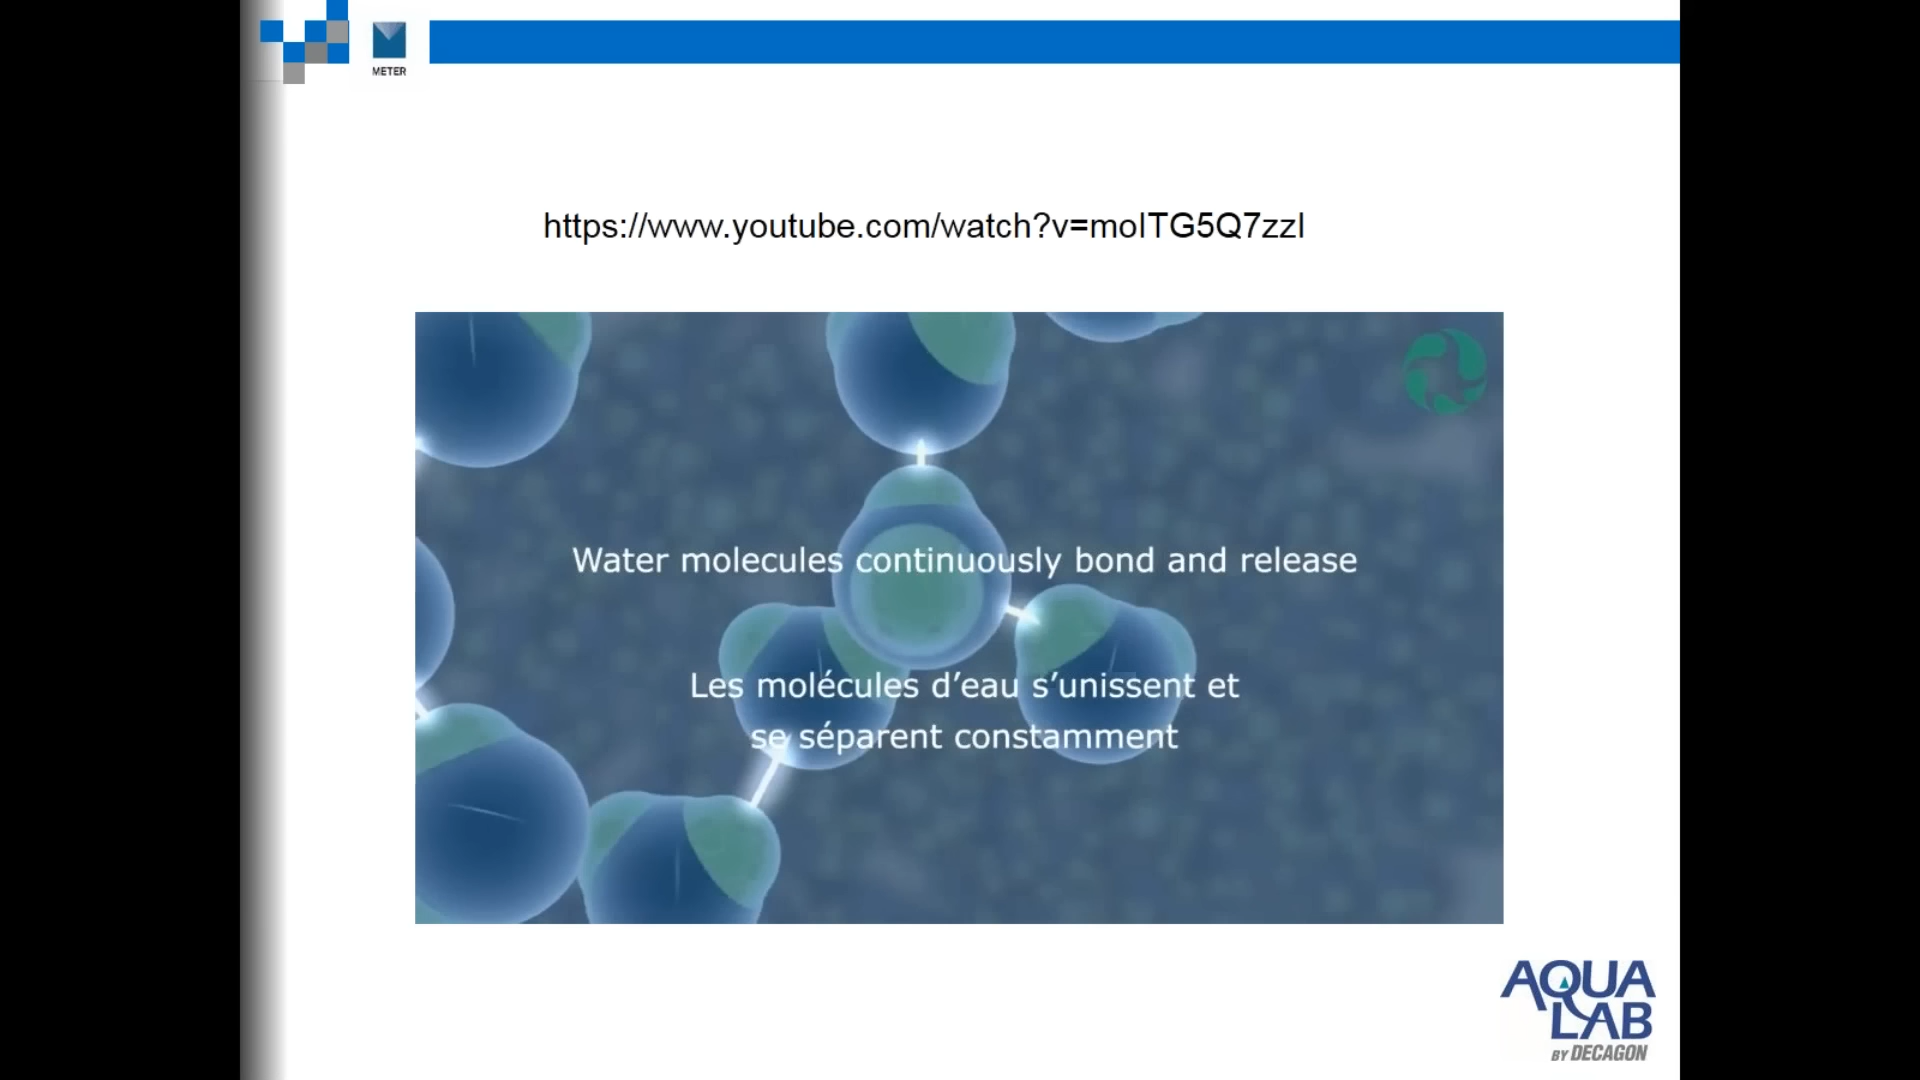 METER
https://www.youtube.com/watch?v=moITG5Q7zzI
Water molecules continuously bond and release
Les molécules d’eau s’unissent et
se séparent constamment
AQUA
LAB
BY DECAGON